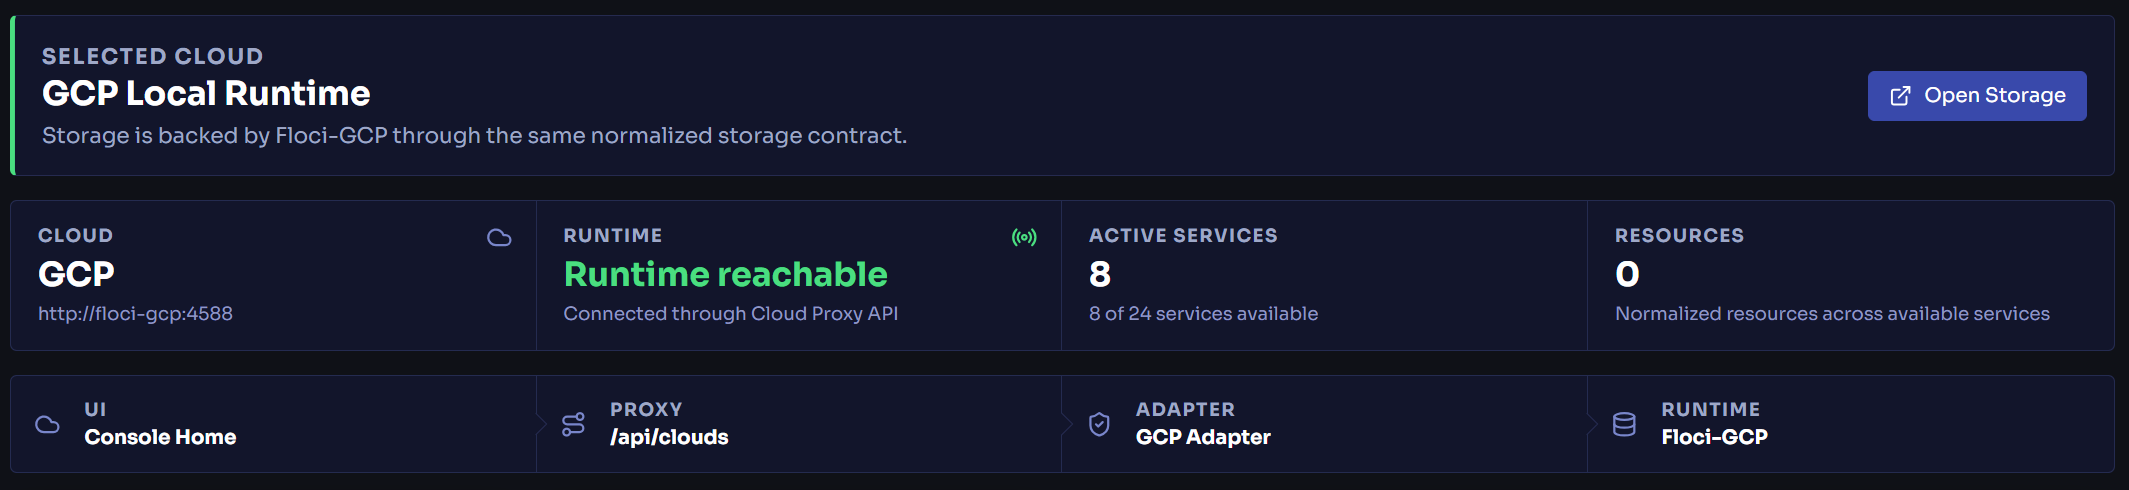 SELECTED CLOUD
GCP Local Runtime
Storage is backed by Floci-GCP through the same normalized storage contract.
Open Storage
CLOUD
GCP
http://floci-gcp:4588
RUNTIME
Runtime reachable
Connected through Cloud Proxy API
ACTIVE SERVICES
8
8 of 24 services available
RESOURCES
0
Normalized resources across available services
UI
Console Home
PROXY
/api/clouds
ADAPTER
GCP Adapter
RUNTIME
Floci-GCP